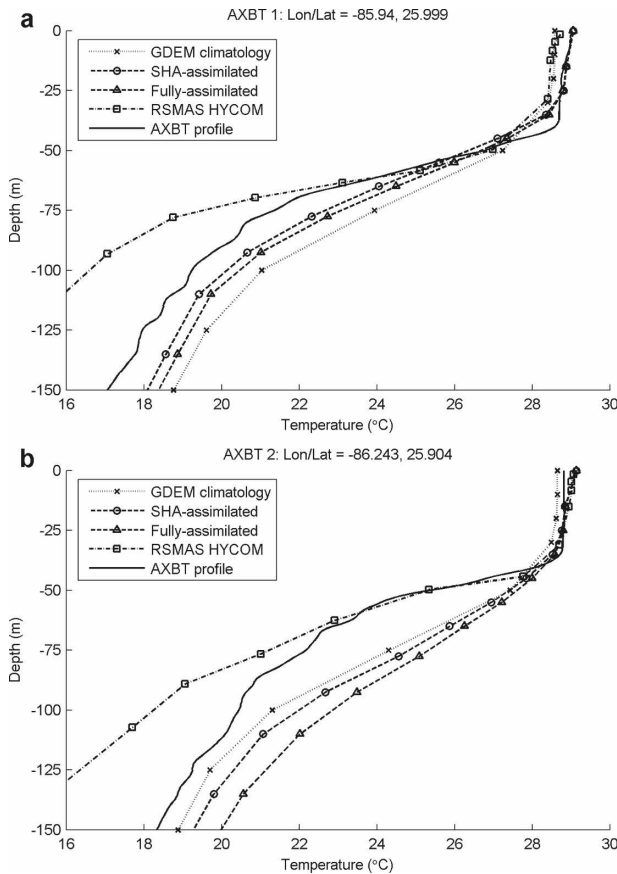 a
AXBT 1: Lon/Lat = -85.94, 25.999
GDEM climatology
SHA-assimilated
Fully-assimilated
RSMAS HYCOM
AXBT profile
0
-25
-50
-75
-100
-125
-150
Depth (m)
16 18 20 22 24 26 28 30
Temperature (°C)
b
AXBT 2: Lon/Lat = -86.243, 25.904
GDEM climatology
SHA-assimilated
Fully-assimilated
RSMAS HYCOM
AXBT profile
0
-25
-50
-75
-100
-125
-150
Depth (m)
16 18 20 22 24 26 28 30
Temperature (°C)